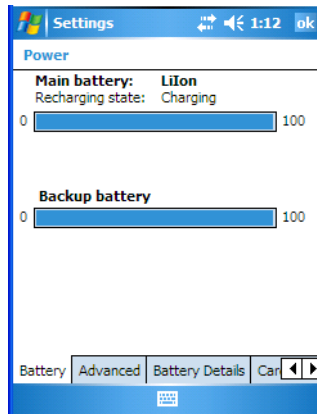 Settings 1:12 ok
Power
Main battery: LiIon
Recharging state: Charging
0 100
Backup battery
0 100
Battery Advanced Battery Details